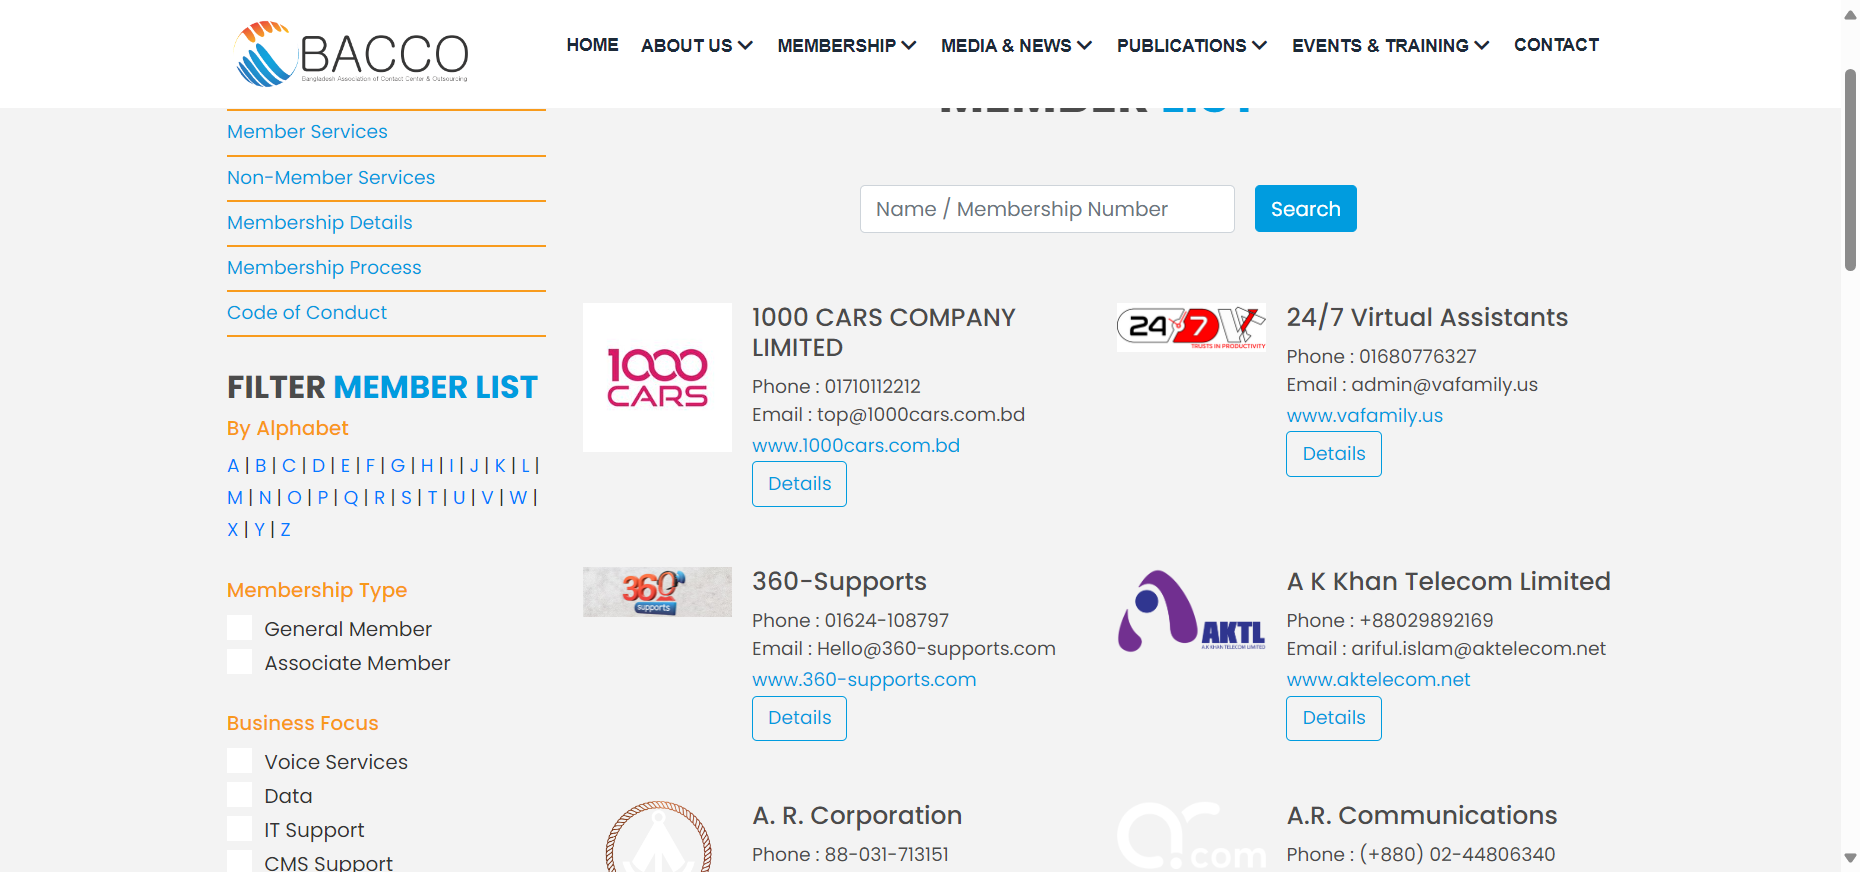 BACCO
Bangladesh Association of Contact Center & Outsourcing
HOME
ABOUT US
MEMBERSHIP
MEDIA & NEWS
PUBLICATIONS
EVENTS & TRAINING
CONTACT
MEMBER LIST
Member Services
Non-Member Services
Membership Details
Membership Process
Code of Conduct
FILTER MEMBER LIST
By Alphabet
A | B | C | D | E | F | G | H | I | J | K | L |
M | N | O | P | Q | R | S | T | U | V | W |
X | Y | Z
Membership Type
General Member
Associate Member
Business Focus
Voice Services
Data
IT Support
CMS Support
Name / Membership Number
Search
1000
CARS
1000 CARS COMPANY
LIMITED
Phone : 01710112212
Email : top@1000cars.com.bd
www.1000cars.com.bd
Details
24 7
TRUSTS IN PRODUCTIVITY
24/7 Virtual Assistants
Phone : 01680776327
Email : admin@vafamily.us
www.vafamily.us
Details
360
supports
360-Supports
Phone : 01624-108797
Email : Hello@360-supports.com
www.360-supports.com
Details
AKTL
A K KHAN TELECOM LIMITED
A K Khan Telecom Limited
Phone : +88029892169
Email : ariful.islam@aktelecom.net
www.aktelecom.net
Details
A. R. Corporation
Phone : 88-031-713151
ar.com
A.R. Communications
Phone : (+880) 02-44806340